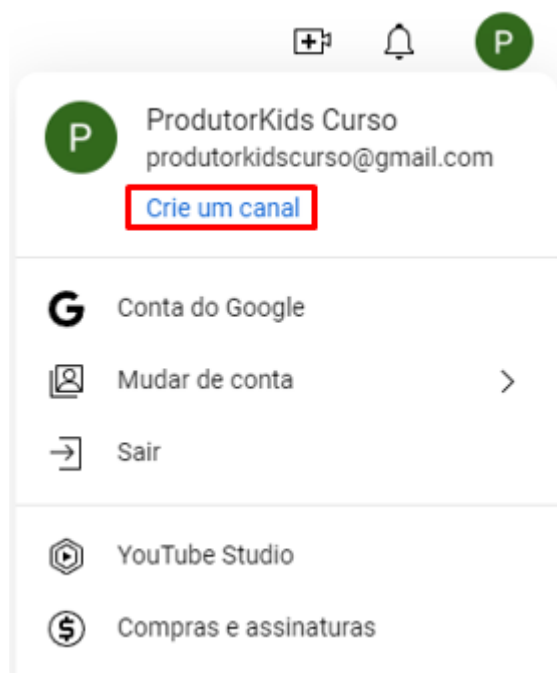 P
P
ProdutorKids Curso
produtorkidscurso@gmail.com
Crie um canal
G
Conta do Google
Mudar de conta
Sair
YouTube Studio
$
Compras e assinaturas